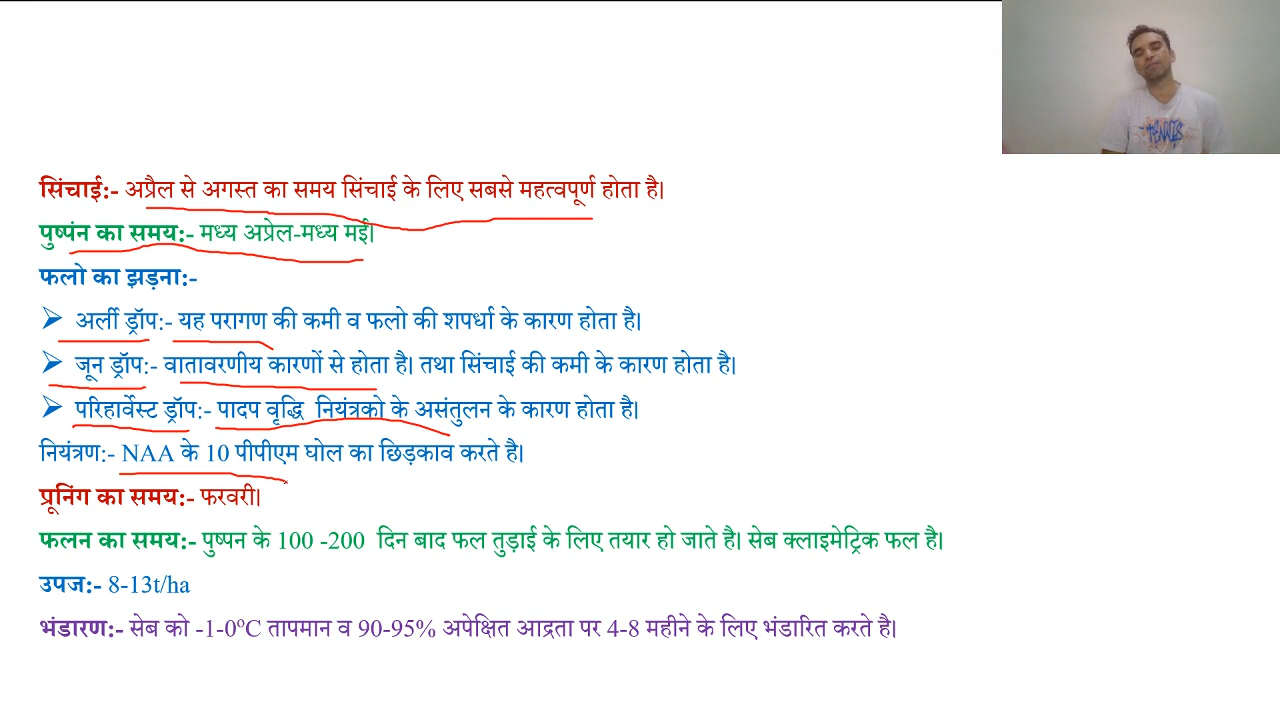 सिंचाई:- अप्रैल से अगस्त का समय सिंचाई के लिए सबसे महत्वपूर्ण होता है।
पुष्पंन का समय:- मध्य अप्रेल-मध्य मई।
फलो का झड़ना:-
अर्ली ड्रॉप:- यह परागण की कमी व फलो की शपर्धा के कारण होता है।
जून ड्रॉप:- वातावरणीय कारणों से होता है। तथा सिंचाई की कमी के कारण होता है।
परिहार्वेस्ट ड्रॉप:- पादप वृद्धि नियंत्रको के असंतुलन के कारण होता है।
नियंत्रण:- NAA के 10 पीपीएम घोल का छिड़काव करते है।
प्रूनिंग का समय:- फरवरी।
फलन का समय:- पुष्पन के 100 -200 दिन बाद फल तुड़ाई के लिए तयार हो जाते है। सेब क्लाइमेट्रिक फल है।
उपज:- 8-13t/ha
भंडारण:- सेब को -1-0ºC तापमान व 90-95% अपेक्षित आद्रता पर 4-8 महीने के लिए भंडारित करते है।
TENNIS